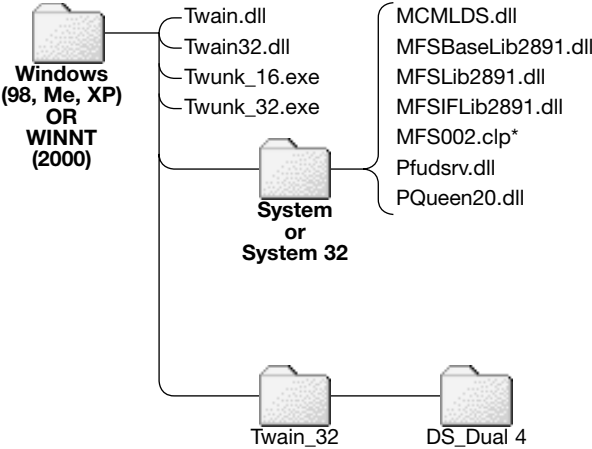 Windows
(98, Me, XP)
OR
WINNT
(2000)
Twain.dll
Twain32.dll
Twunk_16.exe
Twunk_32.exe
System
or
System 32
MCMLDS.dll
MFSBaseLib2891.dll
MFSLib2891.dll
MFSIFLib2891.dll
MFS002.clp*
Pfudsrv.dll
PQueen20.dll
Twain_32
DS_Dual 4